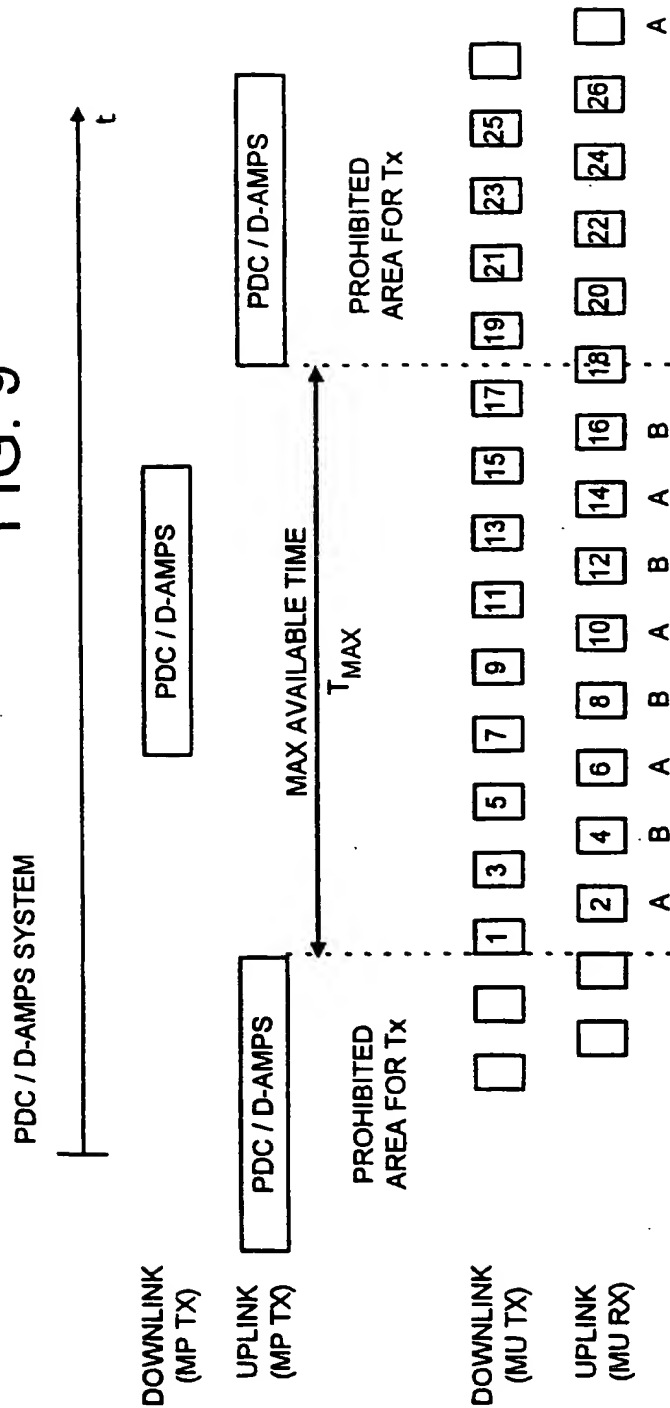 FIG. 9
PDC / D-AMPS SYSTEM
t
DOWNLINK
(MP TX)
PDC / D-AMPS
UPLINK
(MP TX)
PDC / D-AMPS
PDC / D-AMPS
MAX AVAILABLE TIME
TMAX
PROHIBITED
AREA FOR Tx
PROHIBITED
AREA FOR Tx
DOWNLINK
(MU TX)
1 3 5 7 9 11 13 15 17 19 21 23 25
UPLINK
(MU RX)
2 4 6 8 10 12 14 16 18 20 22 24 26
A B A B A B A B A